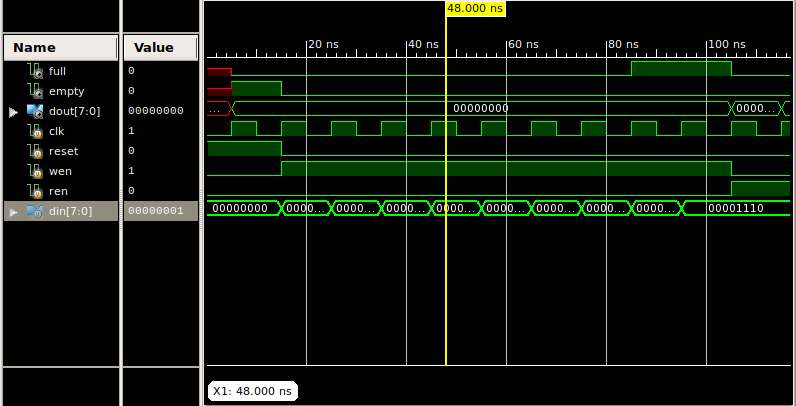 48.000 ns
Name Value 20 ns 40 ns 60 ns 80 ns 100 ns
full 0
empty 0
dout[7:0] 00000000 ... 00000000 0000...
clk 1
reset 0
wen 1
ren 0
din[7:0] 00000001 00000000 0000... 0000... 0000... 0000... 0000... 0000... 0000... 0000... 00001110
X1: 48.000 ns